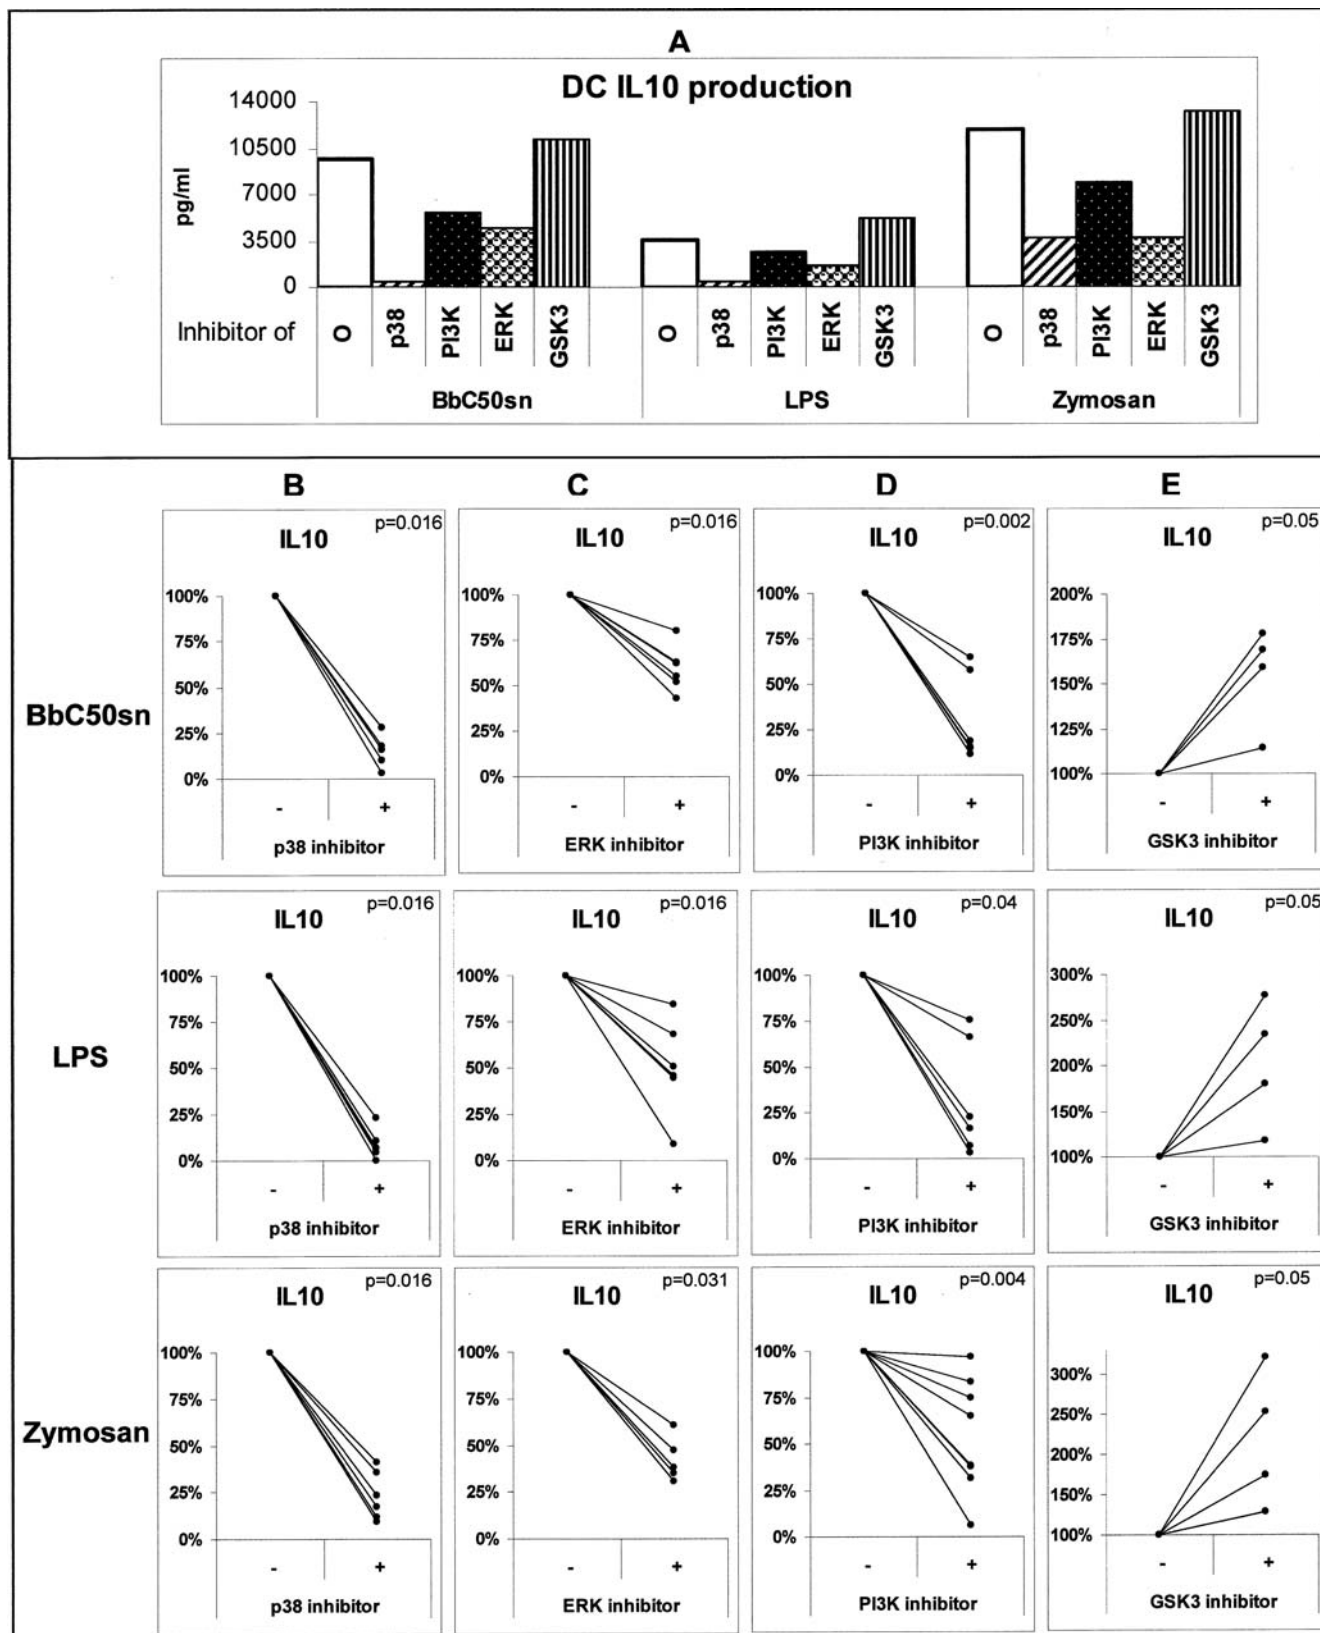 A
DC IL10 production
pg/ml
14000
10500
7000
3500
0
Inhibitor of
O p38 PI3K ERK GSK3 O p38 PI3K ERK GSK3 O p38 PI3K ERK GSK3
BbC50sn LPS Zymosan
B C D E
BbC50sn
p=0.016
IL10
100%
75%
50%
25%
0%
- +
p38 inhibitor
p=0.016
IL10
100%
75%
50%
25%
0%
- +
ERK inhibitor
p=0.002
IL10
100%
75%
50%
25%
0%
- +
PI3K inhibitor
p=0.05
IL10
200%
175%
150%
125%
100%
- +
GSK3 inhibitor
LPS
p=0.016
IL10
100%
75%
50%
25%
0%
- +
p38 inhibitor
p=0.016
IL10
100%
75%
50%
25%
0%
- +
ERK inhibitor
p=0.04
IL10
100%
75%
50%
25%
0%
- +
PI3K inhibitor
p=0.05
IL10
300%
250%
200%
150%
100%
- +
GSK3 inhibitor
Zymosan
p=0.016
IL10
100%
75%
50%
25%
0%
- +
p38 inhibitor
p=0.031
IL10
100%
75%
50%
25%
0%
- +
ERK inhibitor
p=0.004
IL10
100%
75%
50%
25%
0%
- +
PI3K inhibitor
p=0.05
IL10
300%
250%
200%
150%
100%
- +
GSK3 inhibitor